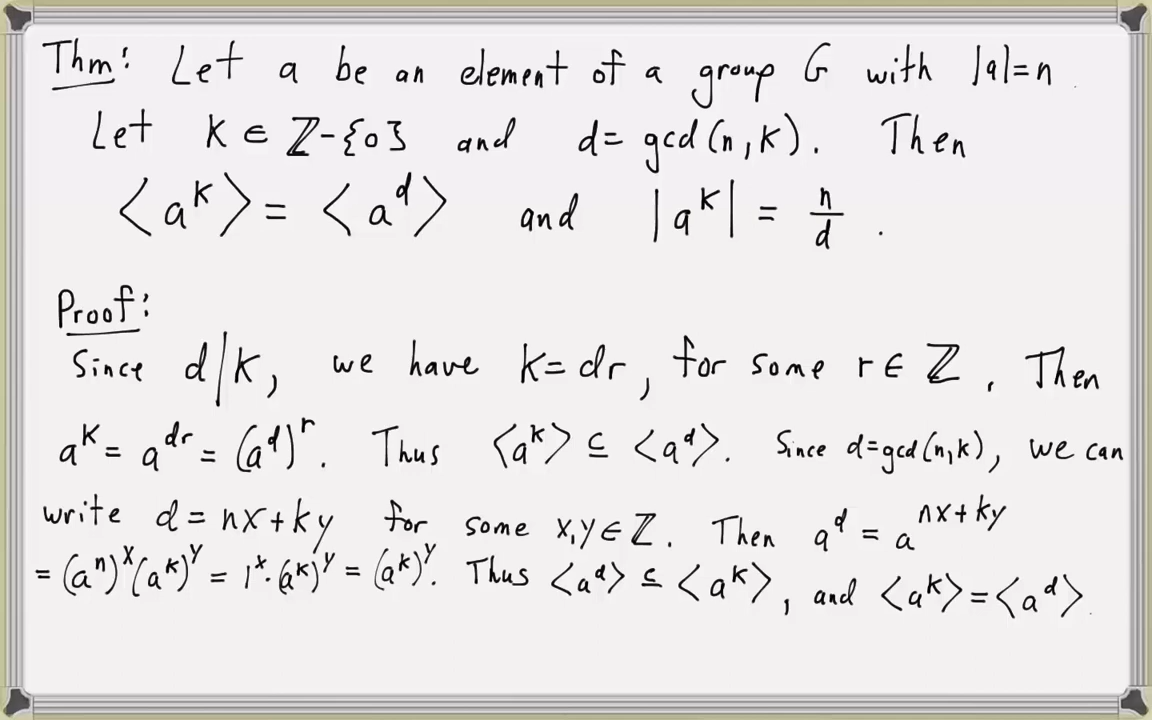 Thm: Let a be an element of a group G with |a|=n
Let k ∈ ℤ-{0} and d= gcd(n,k). Then
⟨a^k⟩ = ⟨a^d⟩ and |a^k| = n/d .
Proof:
Since d|k, we have k=dr, for some r∈ℤ. Then
a^k = a^{dr} = (a^d)^r. Thus ⟨a^k⟩ ⊆ ⟨a^d⟩. Since d=gcd(n,k), we can
write d = nx+ky for some x,y∈ℤ. Then a^d = a^{nx+ky}
= (a^n)^x(a^k)^y = 1^x·(a^k)^y = (a^k)^y. Thus ⟨a^d⟩ ⊆ ⟨a^k⟩, and ⟨a^k⟩=⟨a^d⟩.